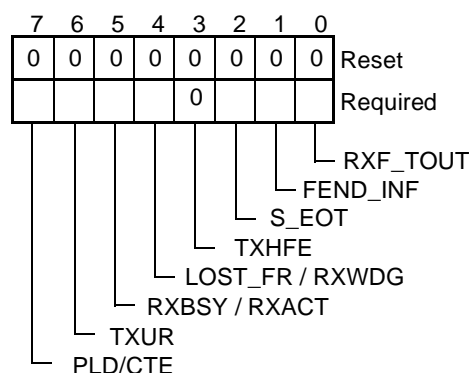 7 6 5 4 3 2 1 0
0 0 0 0 0 0 0 0 Reset
0 Required
RXF_TOUT
FEND_INF
S_EOT
TXHFE
LOST_FR / RXWDG
RXBSY / RXACT
TXUR
PLD/CTE